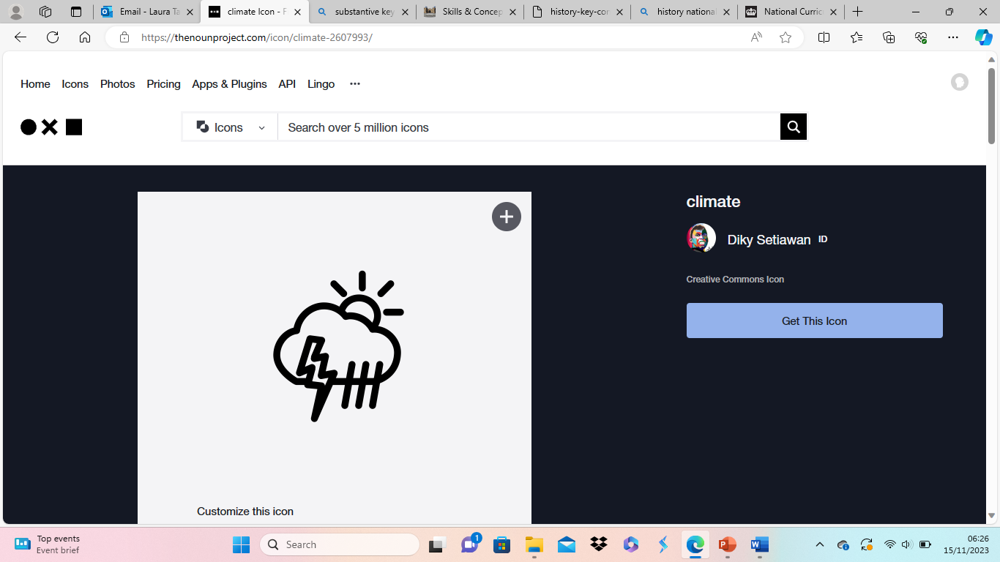 Email - Laura Ta
climate Icon - F
substantive key
Skills & Concep
history-key-con
history national
National Curric
https://thenounproject.com/icon/climate-2607993/
Home Icons Photos Pricing Apps & Plugins API Lingo ···
Icons Search over 5 million icons
climate
Diky Setiawan ID
Creative Commons Icon
Get This Icon
Customize this icon
Top events
Event brief
Search
1
06:26
15/11/2023